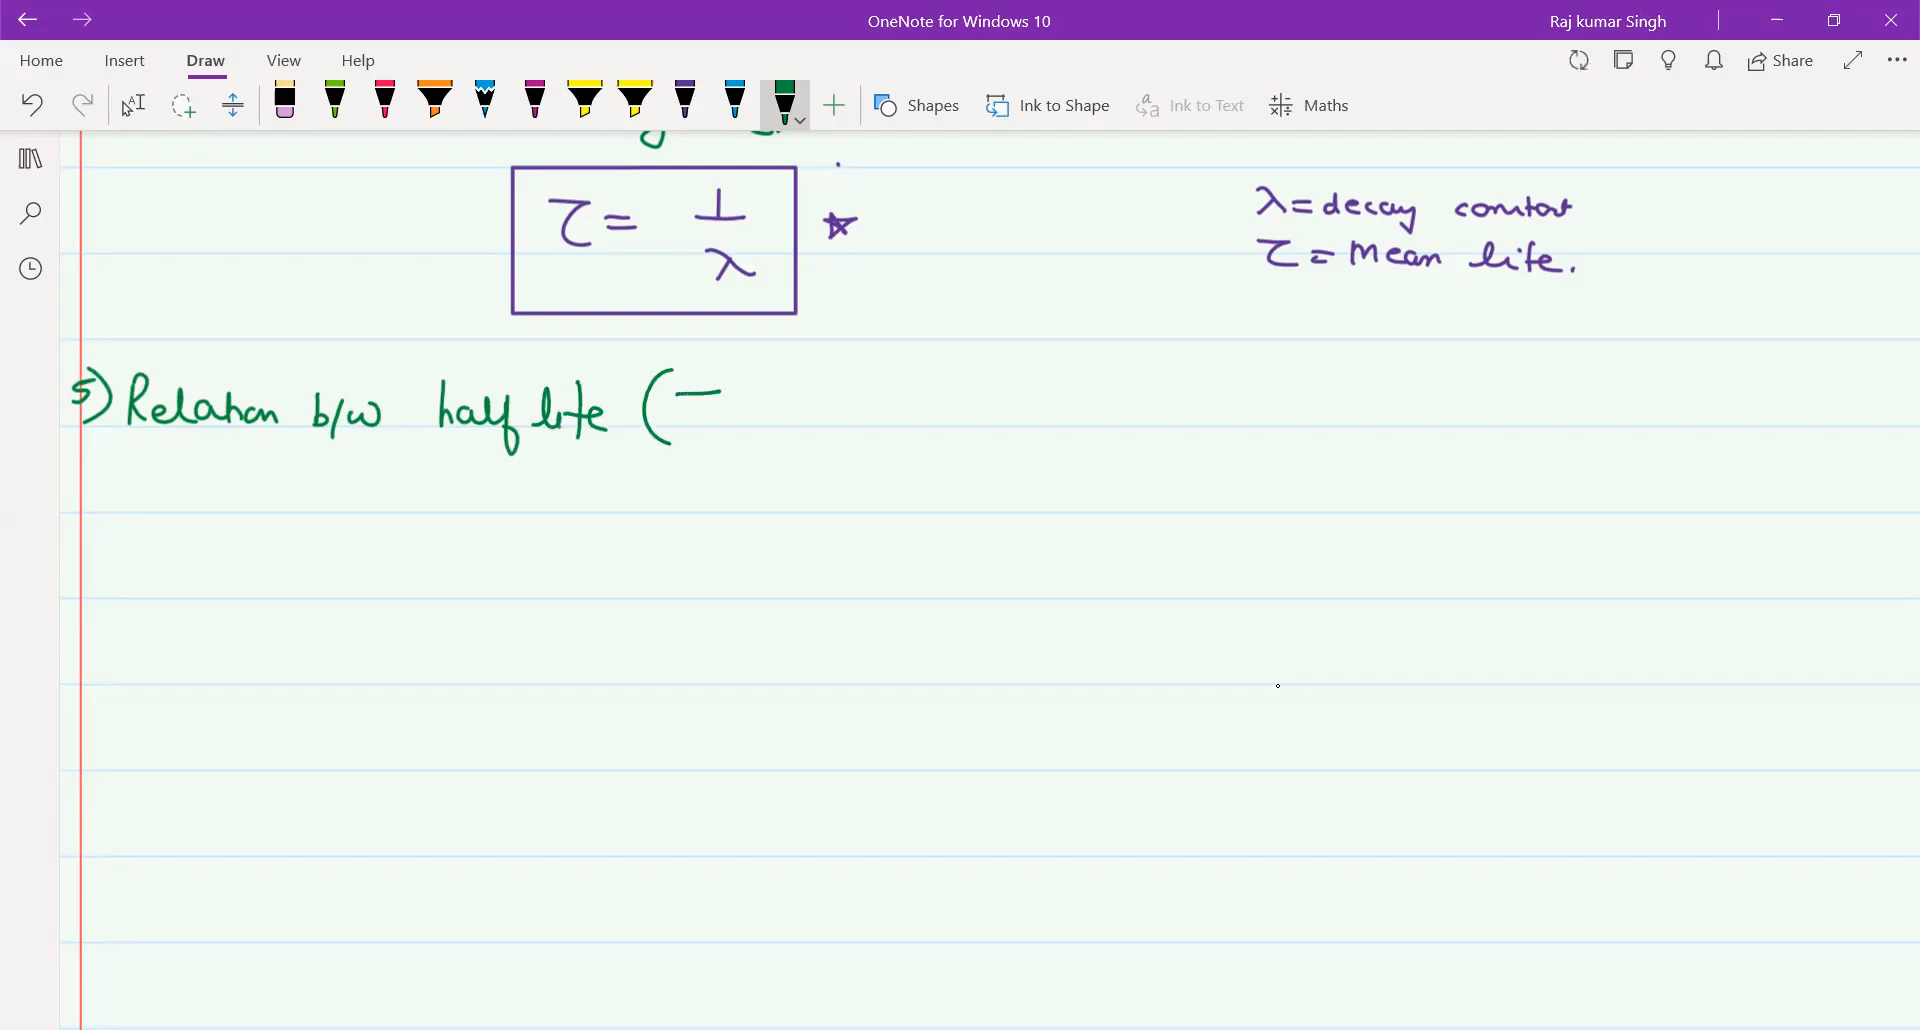 OneNote for Windows 10
Raj kumar Singh
Home Insert Draw View Help
Share
Shapes Ink to Shape Ink to Text Maths
τ = 1/λ
λ = decay constant
τ = Mean life.
5) Relation b/w half life (